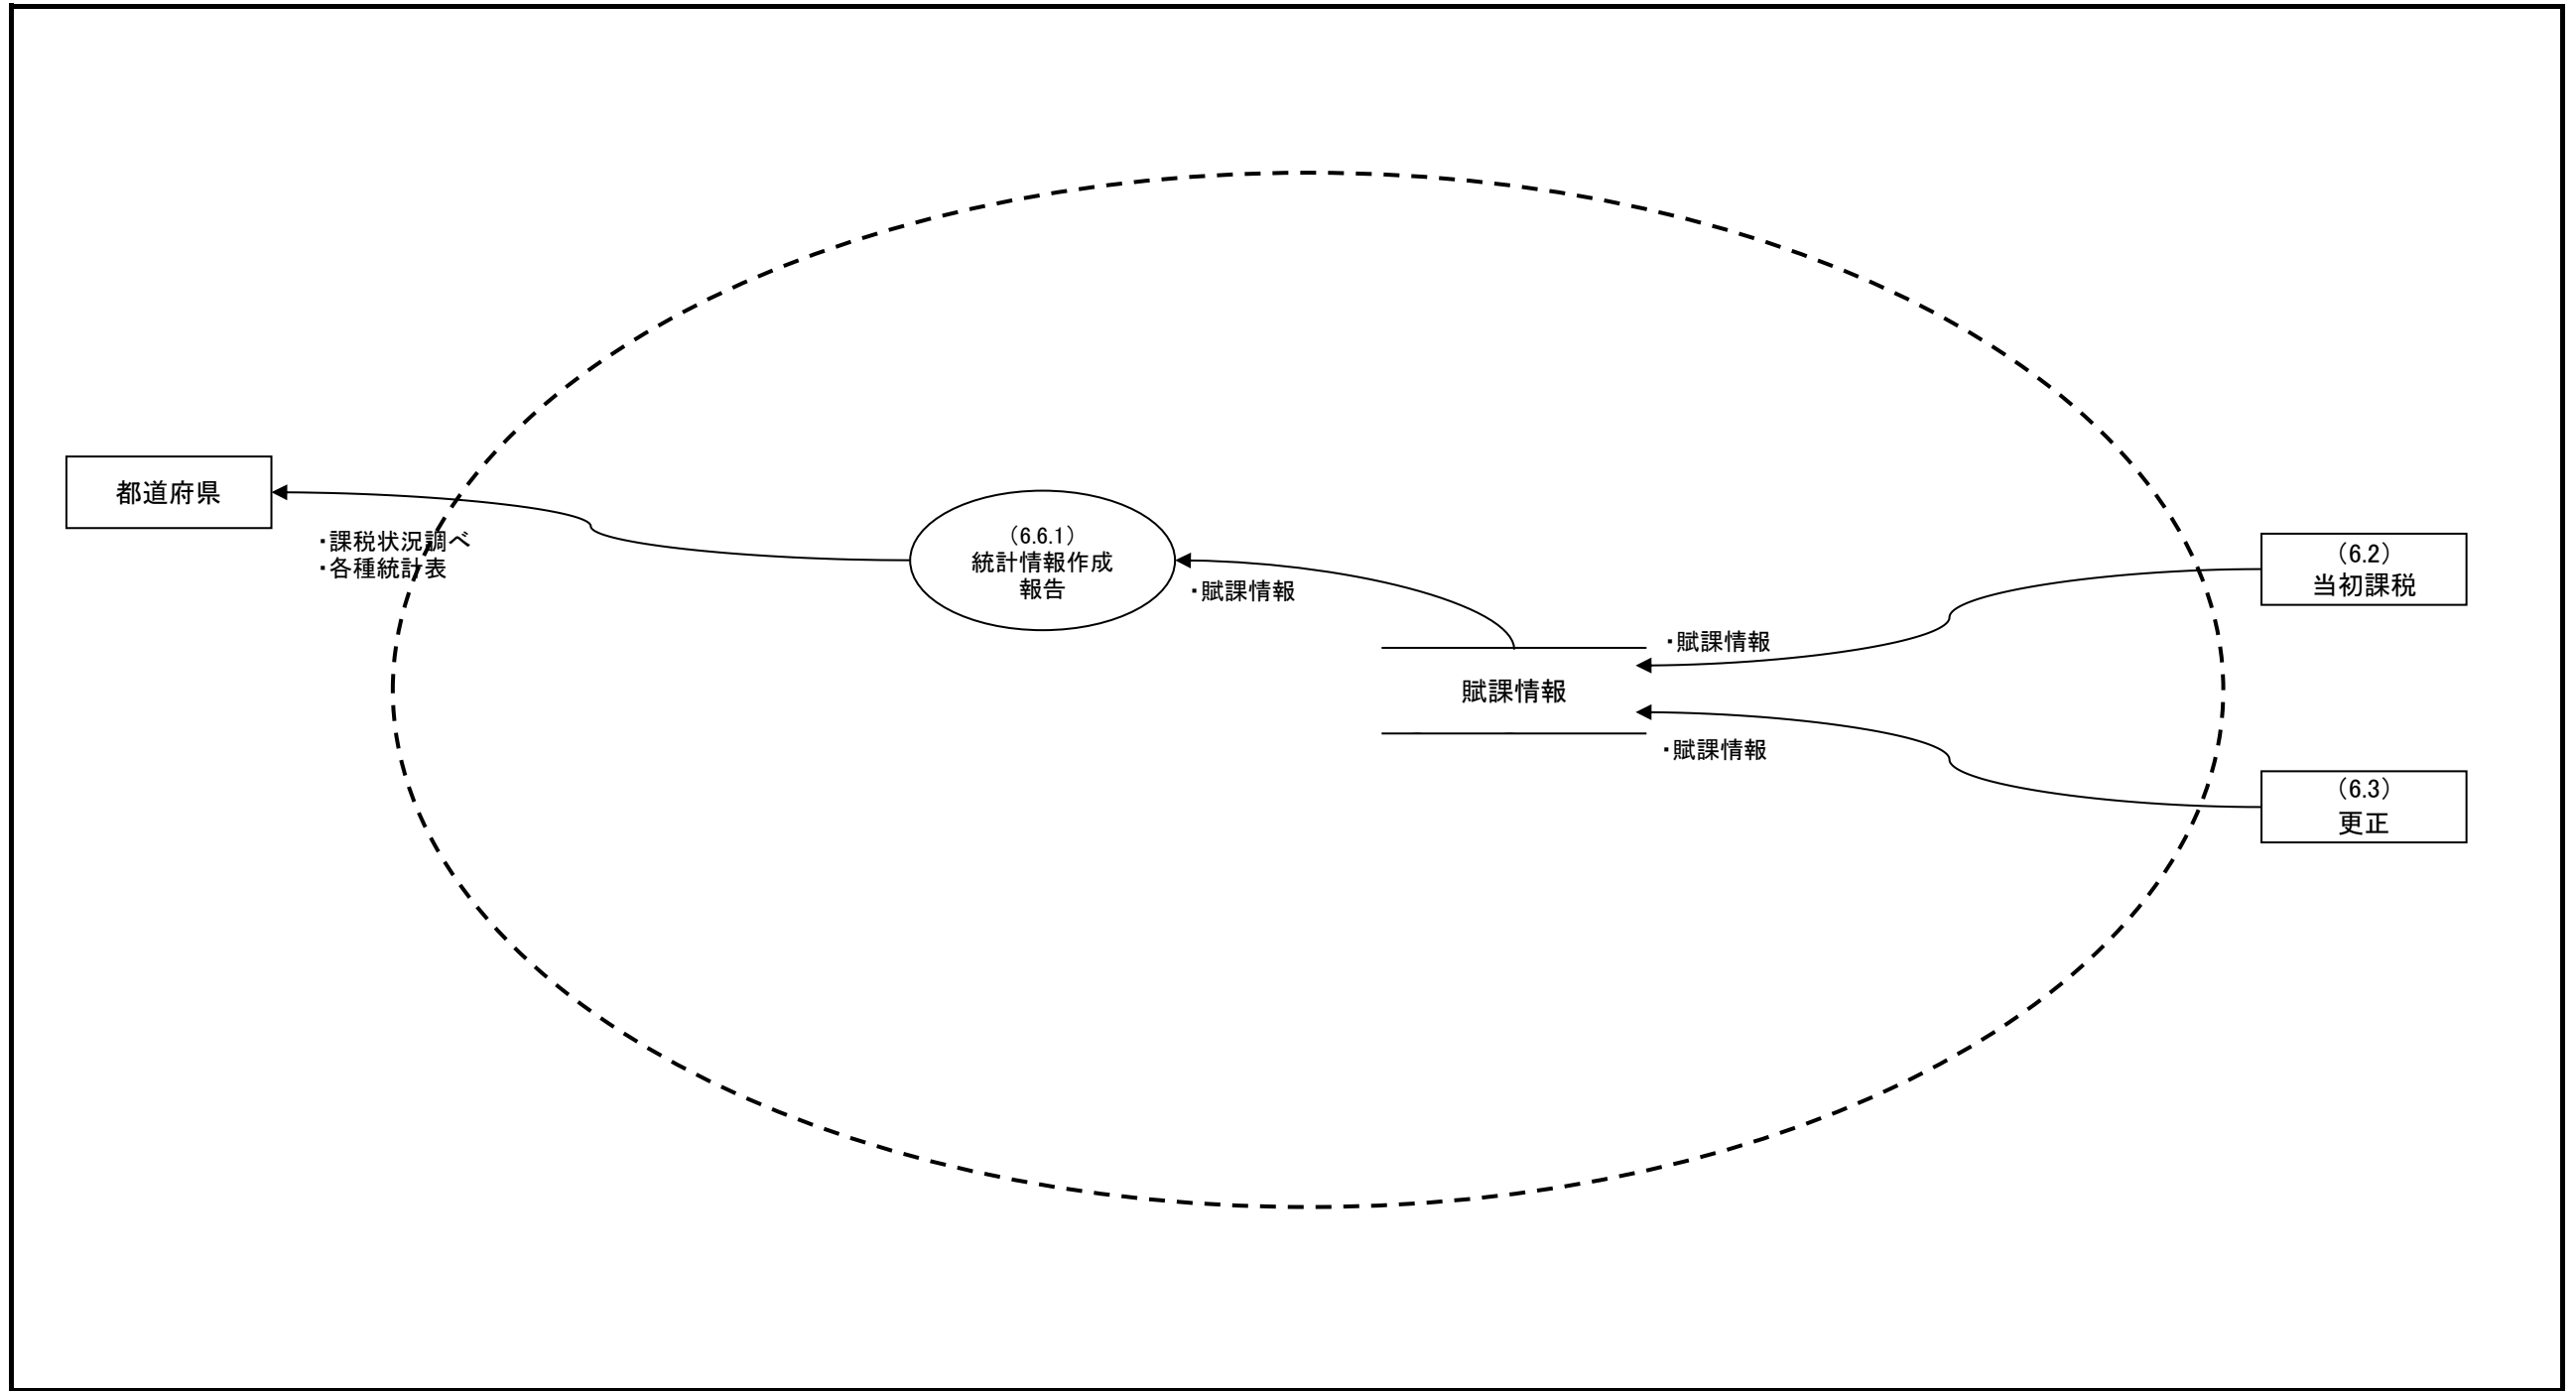 都道府県
・課税状況調べ
・各種統計表
（6.6.1）
統計情報作成
報告
・賦課情報
賦課情報
・賦課情報
・賦課情報
（6.2）
当初課税
（6.3）
更正